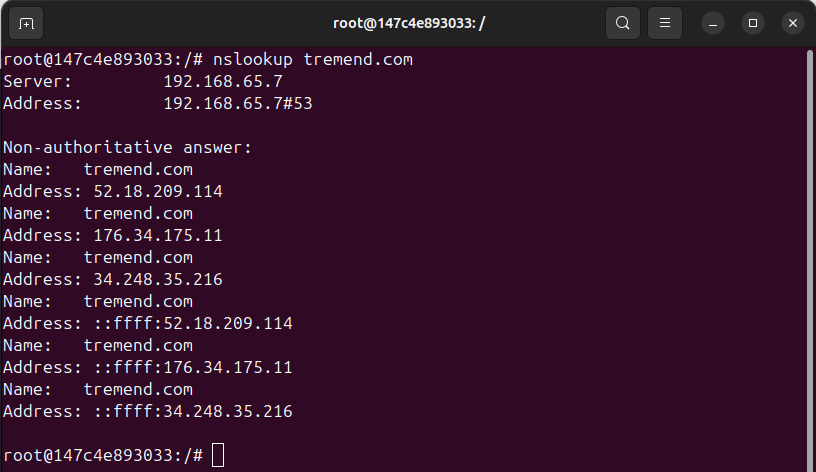 root@147c4e893033: /
root@147c4e893033:/# nslookup tremend.com
Server:         192.168.65.7
Address:        192.168.65.7#53

Non-authoritative answer:
Name:   tremend.com
Address: 52.18.209.114
Name:   tremend.com
Address: 176.34.175.11
Name:   tremend.com
Address: 34.248.35.216
Name:   tremend.com
Address: ::ffff:52.18.209.114
Name:   tremend.com
Address: ::ffff:176.34.175.11
Name:   tremend.com
Address: ::ffff:34.248.35.216

root@147c4e893033:/#